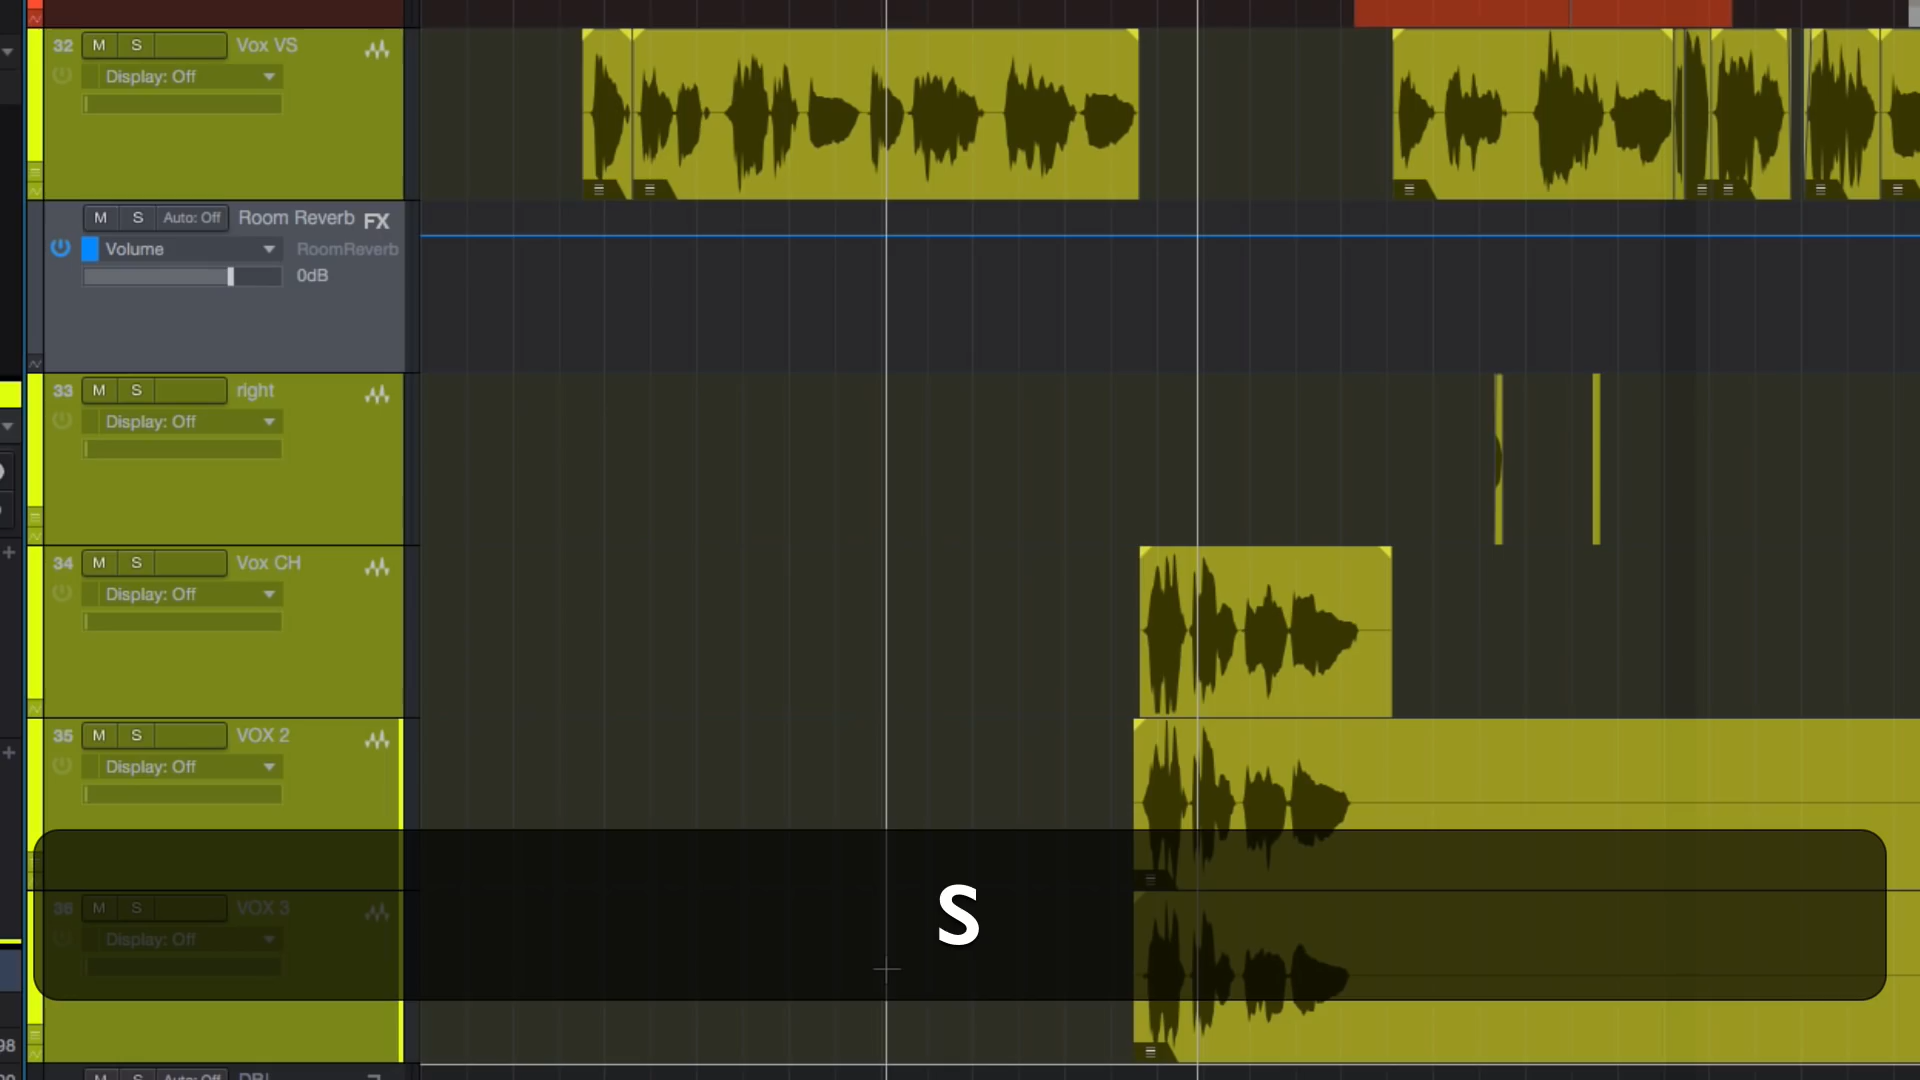 32 M S Vox VS
Display: Off
M S Auto: Off Room Reverb FX
Volume RoomReverb
0dB
33 M S right
Display: Off
34 M S Vox CH
Display: Off
35 M S VOX 2
Display: Off
S
36 M S VOX 3
Display: Off
98
M S Auto: Off DBL